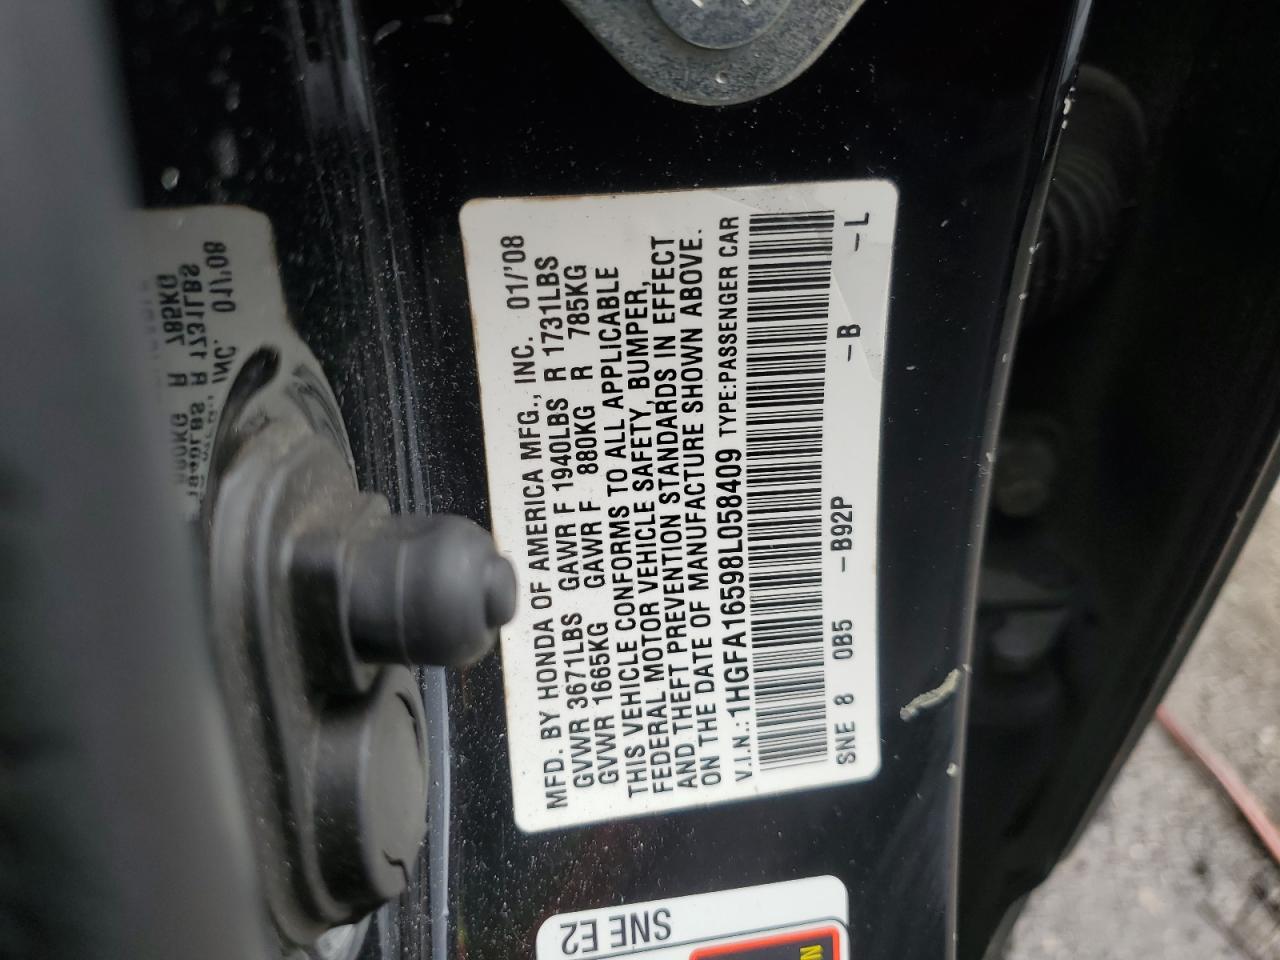 MFD. BY HONDA OF AMERICA MFG., INC. 01/'08
GVWR 3671LBS GAWR F 1940LBS R 1731LBS
GVWR 1665KG GAWR F 880KG R 785KG
THIS VEHICLE CONFORMS TO ALL APPLICABLE
FEDERAL MOTOR VEHICLE SAFETY, BUMPER,
AND THEFT PREVENTION STANDARDS IN EFFECT
ON THE DATE OF MANUFACTURE SHOWN ABOVE.
V.I.N.: 1HGFA16598L058409 TYPE:PASSENGER CAR
SNE 8 0B5 -B92P -B -L
SNE E2